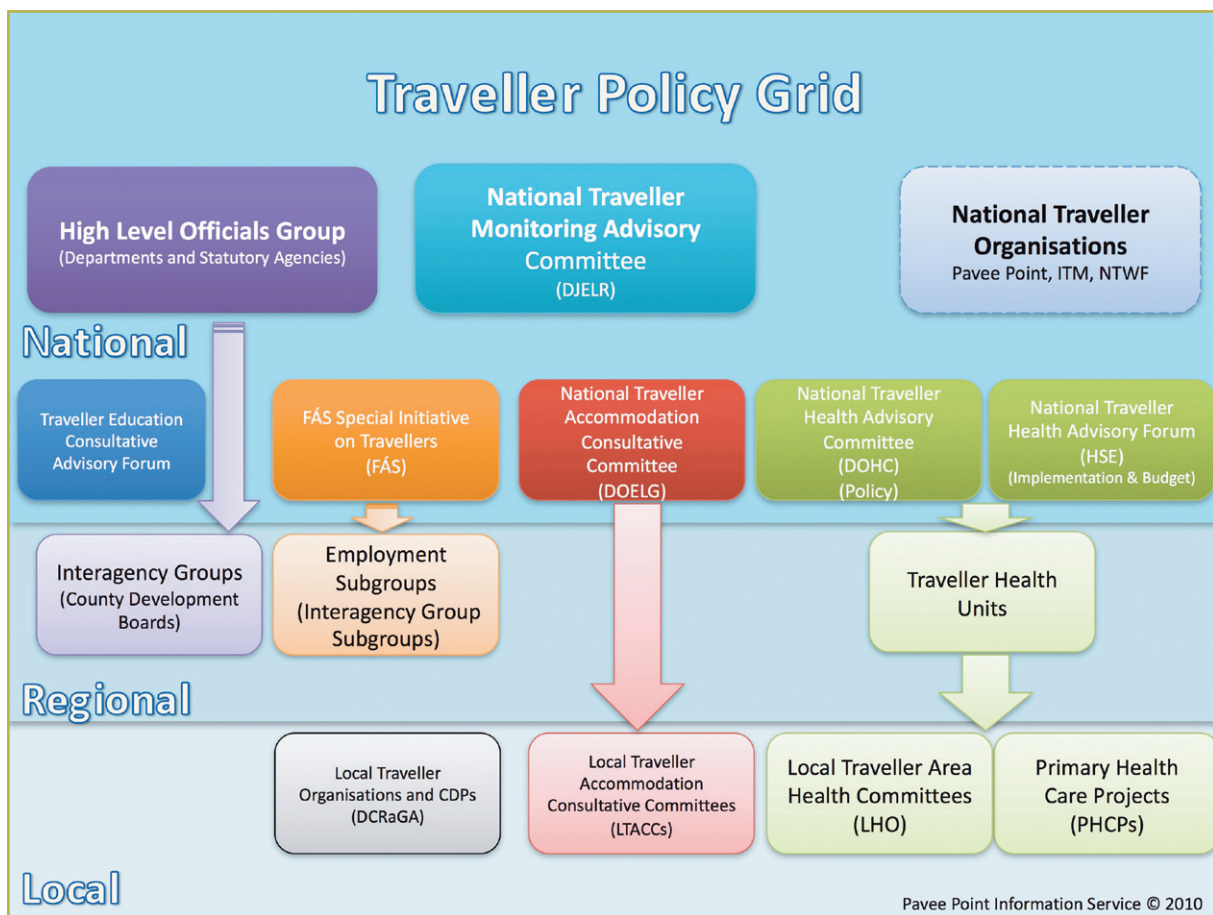 Traveller Policy Grid
High Level Officials Group
(Departments and Statutory Agencies)
National Traveller
Monitoring Advisory
Committee
(DJELR)
National Traveller
Organisations
Pavee Point, ITM, NTWF
National
Traveller Education
Consultative
Advisory Forum
FÁS Special Initiative
on Travellers
(FÁS)
National Traveller
Accommodation
Consultative
Committee
(DOELG)
National Traveller
Health Advisory
Committee
(DOHC)
(Policy)
National Traveller
Health Advisory Forum
(HSE)
(Implementation & Budget)
Interagency Groups
(County Development
Boards)
Employment
Subgroups
(Interagency Group
Subgroups)
Traveller Health
Units
Regional
Local Traveller
Organisations and CDPs
(DCRaGA)
Local Traveller
Accommodation
Consultative Committees
(LTACCs)
Local Traveller Area
Health Committees
(LHO)
Primary Health
Care Projects
(PHCPs)
Local
Pavee Point Information Service © 2010